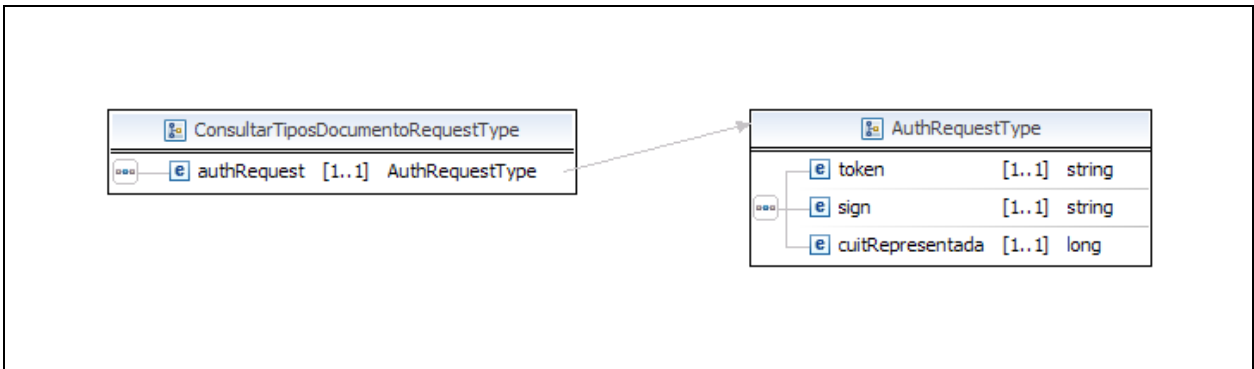 ConsultarTiposDocumentoRequestType
authRequest [1..1] AuthRequestType
AuthRequestType
token [1..1] string
sign [1..1] string
cuitRepresentada [1..1] long